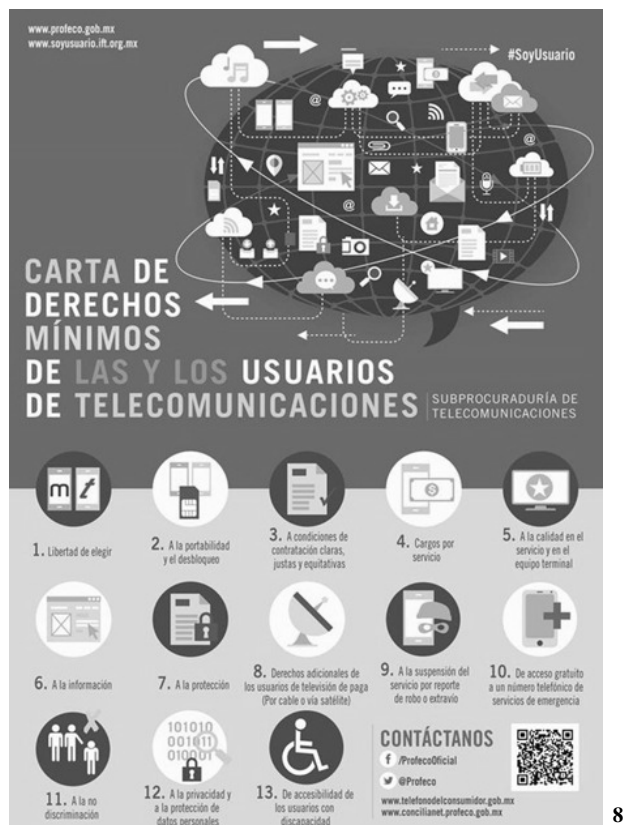 www.profeco.gob.mx
www.soyusuario.ift.org.mx
#SoyUsuario
CARTA DE
DERECHOS
MÍNIMOS
DE LAS Y LOS USUARIOS
DE TELECOMUNICACIONES
SUBPROCURADURÍA DE
TELECOMUNICACIONES
m t
1. Libertad de elegir
2. A la portabilidad
y el desbloqueo
3. A condiciones de
contratación claras,
justas y equitativas
4. Cargos por
servicio
5. A la calidad en el
servicio y en el
equipo terminal
6. A la información
7. A la protección
8. Derechos adicionales de
los usuarios de televisión de paga
(Por cable o vía satélite)
9. A la suspensión del
servicio por reporte
de robo o extravío
10. De acceso gratuito
a un número telefónico de
servicios de emergencia
11. A la no
discriminación
101010
001011
010001
12. A la privacidad y
a la protección de
datos personales
13. De accesibilidad de
los usuarios con
discapacidad
CONTÁCTANOS
/ProfecoOficial
@Profeco
www.telefonodelconsumidor.gob.mx
www.concilianet.profeco.gob.mx
8